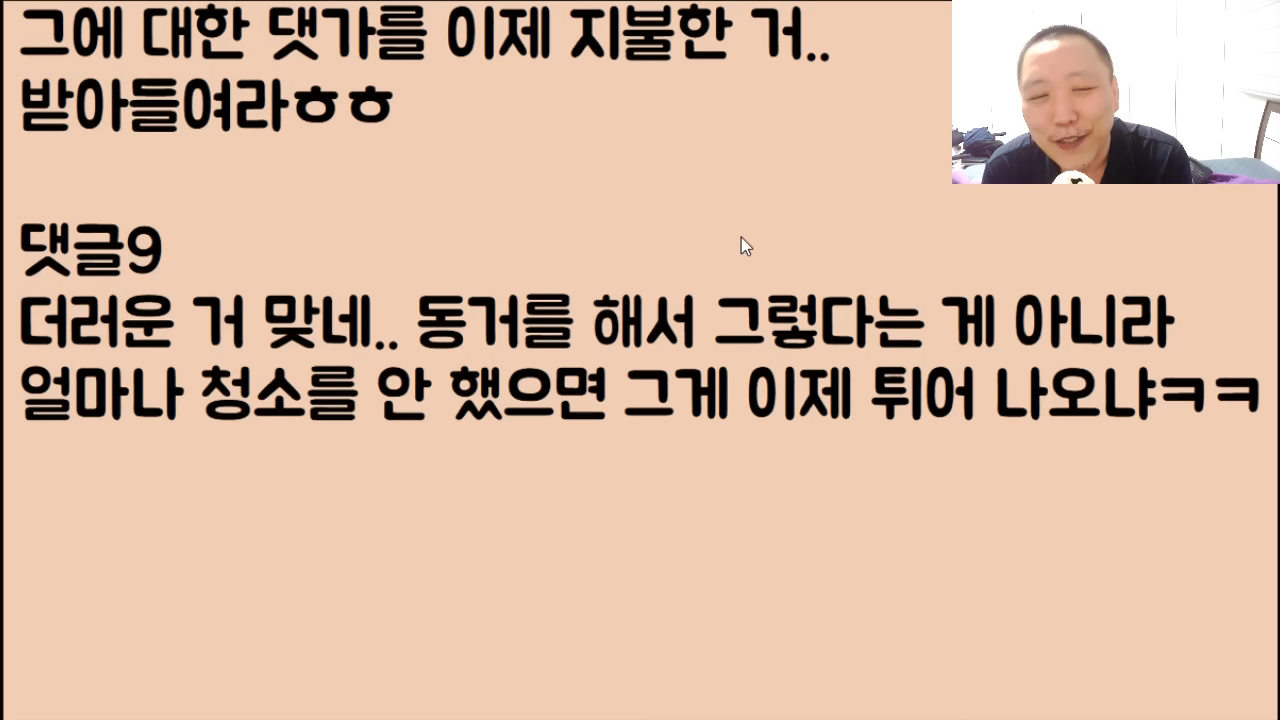 그에 대한 댓가를 이제 지불한 거..
받아들여라ㅎㅎ
댓글9
더러운 거 맞네.. 동거를 해서 그렇다는 게 아니라
얼마나 청소를 안 했으면 그게 이제 튀어 나오냐ㅋㅋ